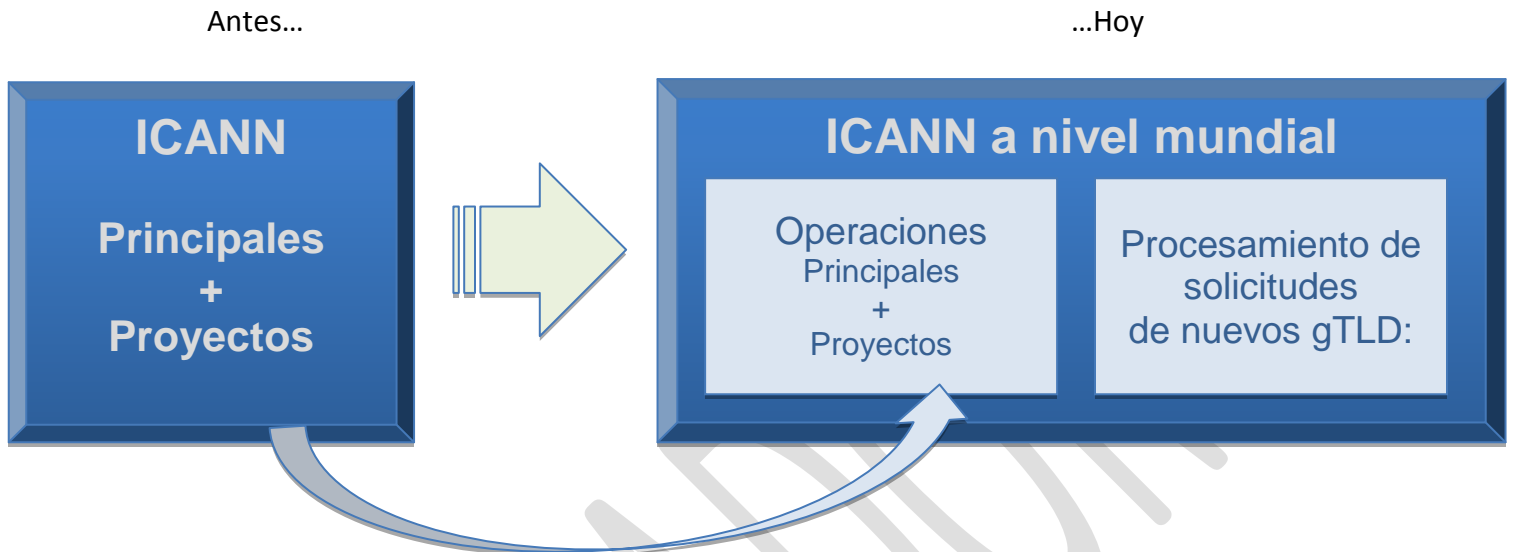 Antes…
…Hoy
ICANN
Principales
+
Proyectos
ICANN a nivel mundial
Operaciones
Principales
+
Proyectos
Procesamiento de
solicitudes
de nuevos gTLD: